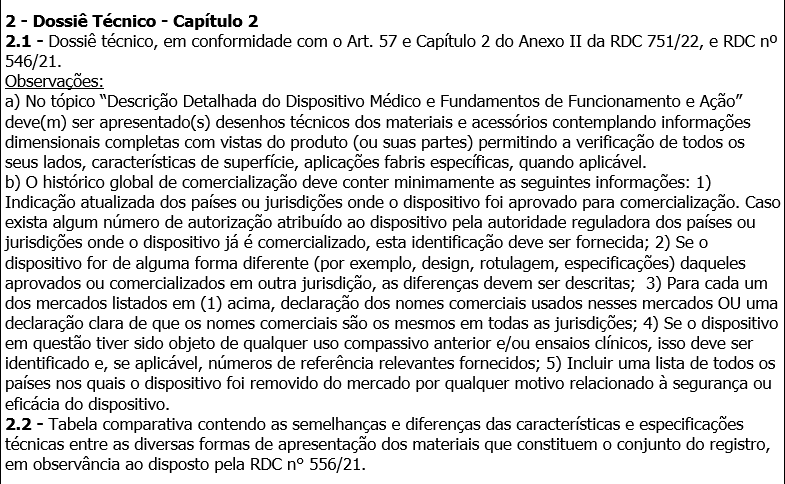 2 - Dossiê Técnico - Capítulo 2
2.1 - Dossiê técnico, em conformidade com o Art. 57 e Capítulo 2 do Anexo II da RDC 751/22, e RDC nº
546/21.
Observações:
a) No tópico “Descrição Detalhada do Dispositivo Médico e Fundamentos de Funcionamento e Ação”
deve(m) ser apresentado(s) desenhos técnicos dos materiais e acessórios contemplando informações
dimensionais completas com vistas do produto (ou suas partes) permitindo a verificação de todos os
seus lados, características de superfície, aplicações fabris específicas, quando aplicável.
b) O histórico global de comercialização deve conter minimamente as seguintes informações: 1)
Indicação atualizada dos países ou jurisdições onde o dispositivo foi aprovado para comercialização. Caso
exista algum número de autorização atribuído ao dispositivo pela autoridade reguladora dos países ou
jurisdições onde o dispositivo já é comercializado, esta identificação deve ser fornecida; 2) Se o
dispositivo for de alguma forma diferente (por exemplo, design, rotulagem, especificações) daqueles
aprovados ou comercializados em outra jurisdição, as diferenças devem ser descritas;  3) Para cada um
dos mercados listados em (1) acima, declaração dos nomes comerciais usados nesses mercados OU uma
declaração clara de que os nomes comerciais são os mesmos em todas as jurisdições; 4) Se o dispositivo
em questão tiver sido objeto de qualquer uso compassivo anterior e/ou ensaios clínicos, isso deve ser
identificado e, se aplicável, números de referência relevantes fornecidos; 5) Incluir uma lista de todos os
países nos quais o dispositivo foi removido do mercado por qualquer motivo relacionado à segurança ou
eficácia do dispositivo.
2.2 - Tabela comparativa contendo as semelhanças e diferenças das características e especificações
técnicas entre as diversas formas de apresentação dos materiais que constituem o conjunto do registro,
em observância ao disposto pela RDC n° 556/21.